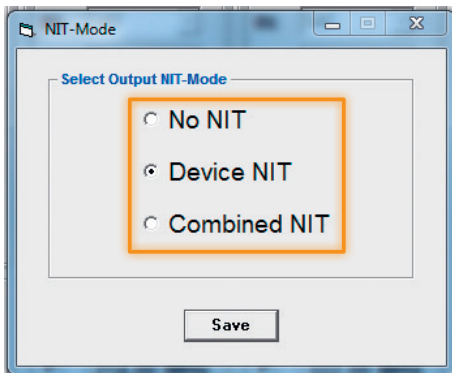 NIT-Mode
Select Output NIT-Mode
No NIT
Device NIT
Combined NIT
Save